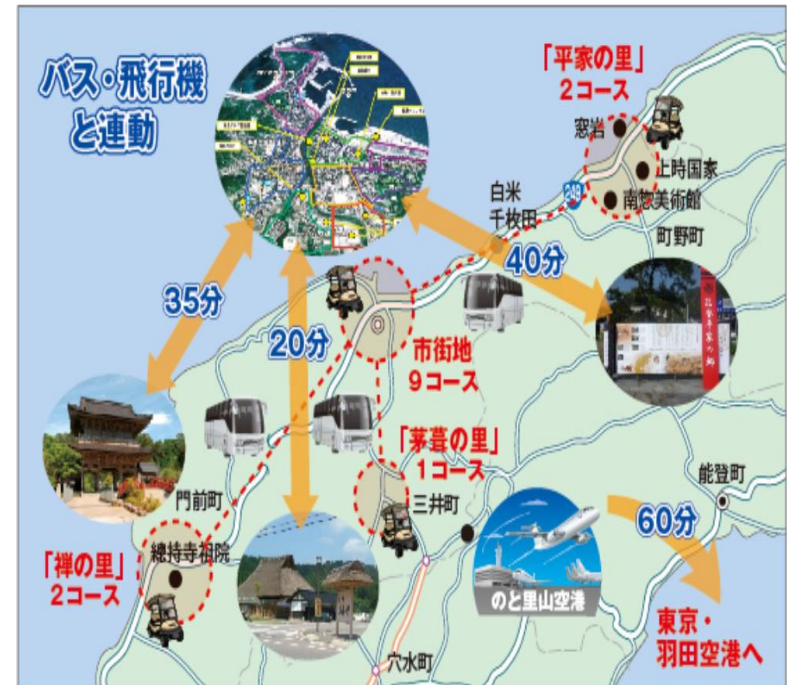 バス・飛行機
と連動
「平家の里」
2コース
窓岩
上時国家
南惣美術館
町野町
白米
千枚田
249
40分
35分
20分
市街地
9コース
「茅葺の里」
1コース
三井町
能登町
門前町
總持寺祖院
「禅の里」
2コース
のと里山空港
60分
東京・
羽田空港へ
穴水町